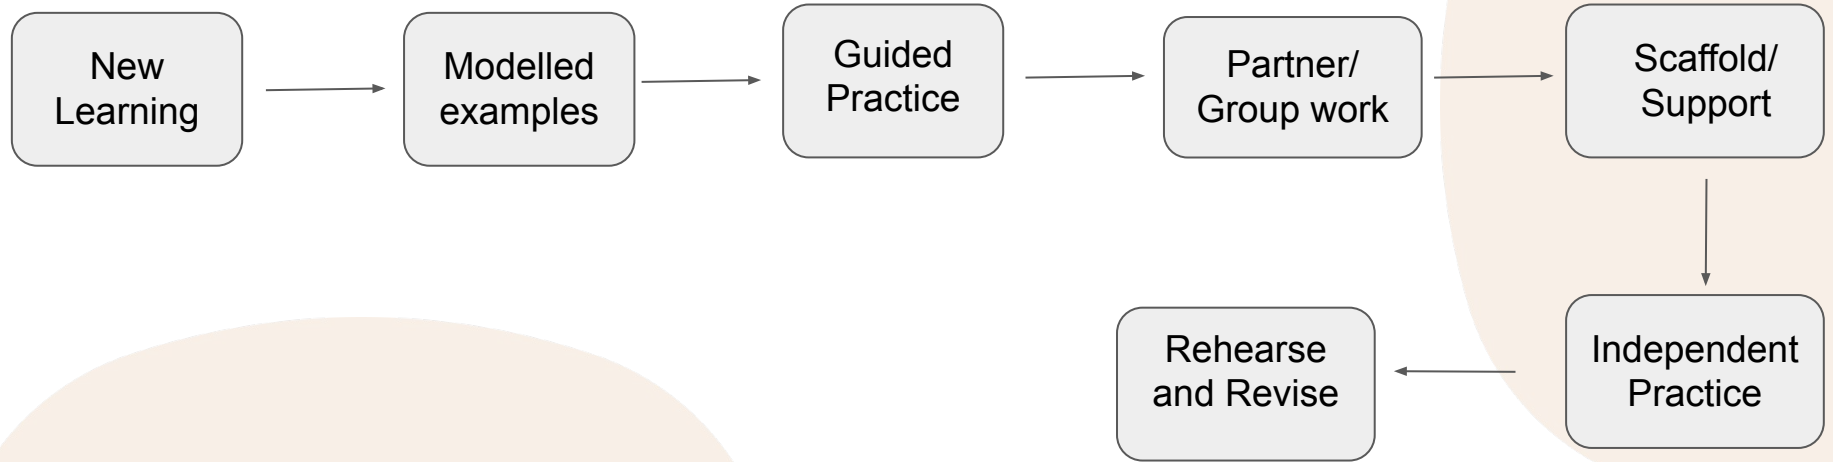 New
Learning
Modelled
examples
Guided
Practice
Partner/
Group work
Scaffold/
Support
Independent
Practice
Rehearse
and Revise